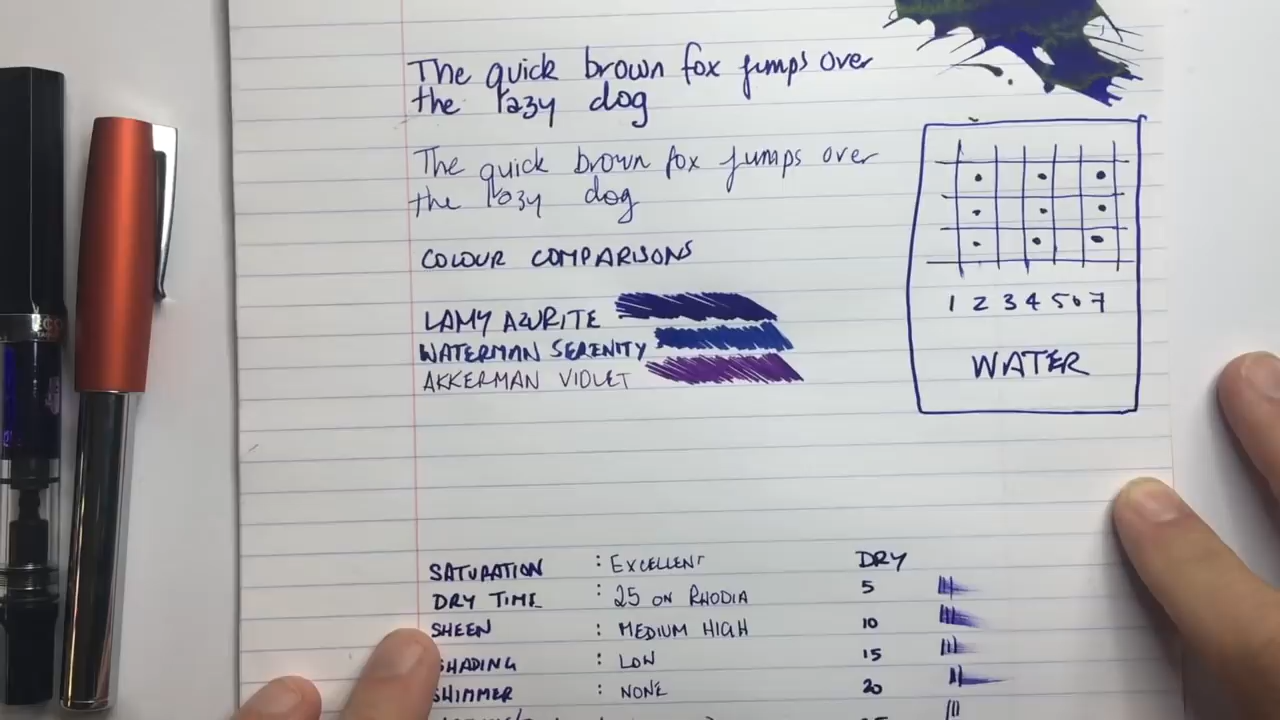 The quick brown fox jumps over
the lazy dog
The quick brown fox jumps over
the lazy dog
COLOUR COMPARISONS
LAMY AZURITE
WATERMAN SERENITY
AKKERMAN VIOLET
1 2 3 4 5 6 7
WATER
SATURATION : EXCELLENT
DRY TIME : 25 ON RHODIA
SHEEN : MEDIUM HIGH
SHADING : LOW
SHIMMER : NONE
DRY
5
10
15
20
ECO